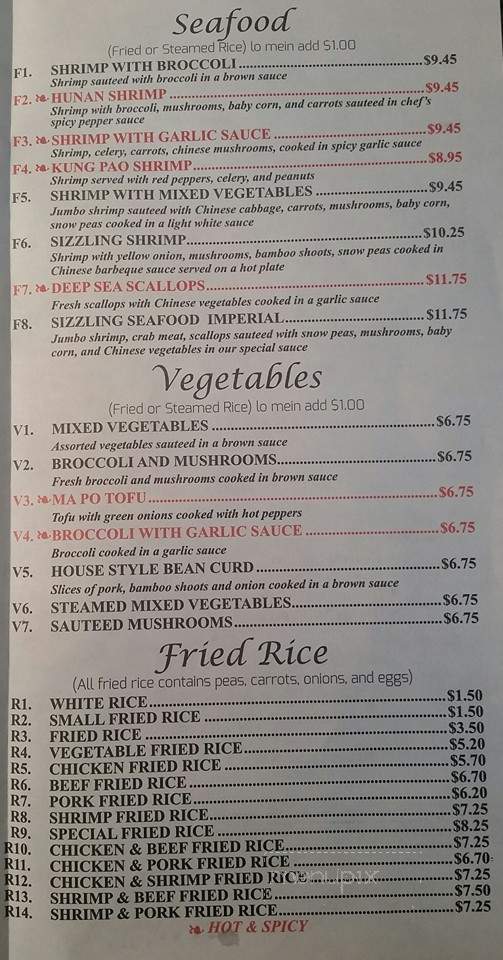 Seafood
(Fried or Steamed Rice) lo mein add $1.00
F1. SHRIMP WITH BROCCOLI $9.45
Shrimp sauteed with broccoli in a brown sauce
F2. HUNAN SHRIMP $9.45
Shrimp with broccoli, mushrooms, baby corn, and carrots sauteed in chef's
spicy pepper sauce
F3. SHRIMP WITH GARLIC SAUCE $9.45
Shrimp, celery, carrots, chinese mushrooms, cooked in spicy garlic sauce
F4. KUNG PAO SHRIMP $8.95
Shrimp served with red peppers, celery, and peanuts
F5. SHRIMP WITH MIXED VEGETABLES $9.45
Jumbo shrimp sauteed with Chinese cabbage, carrots, mushrooms, baby corn,
snow peas cooked in a light white sauce
F6. SIZZLING SHRIMP $10.25
Shrimp with yellow onion, mushrooms, bamboo shoots, snow peas cooked in
Chinese barbeque sauce served on a hot plate
F7. DEEP SEA SCALLOPS $11.75
Fresh scallops with Chinese vegetables cooked in a garlic sauce
F8. SIZZLING SEAFOOD IMPERIAL $11.75
Jumbo shrimp, crab meat, scallops sauteed with snow peas, mushrooms, baby
corn, and Chinese vegetables in our special sauce
Vegetables
(Fried or Steamed Rice) lo mein add $1.00
V1. MIXED VEGETABLES $6.75
Assorted vegetables sauteed in a brown sauce
V2. BROCCOLI AND MUSHROOMS $6.75
Fresh broccoli and mushrooms cooked in brown sauce
V3. MA PO TOFU $6.75
Tofu with green onions cooked with hot peppers
V4. BROCCOLI WITH GARLIC SAUCE $6.75
Broccoli cooked in a garlic sauce
V5. HOUSE STYLE BEAN CURD $6.75
Slices of pork, bamboo shoots and onion cooked in a brown sauce
V6. STEAMED MIXED VEGETABLES $6.75
V7. SAUTEED MUSHROOMS $6.75
Fried Rice
(All fried rice contains peas, carrots, onions, and eggs)
R1. WHITE RICE $1.50
R2. SMALL FRIED RICE $1.50
R3. FRIED RICE $3.50
R4. VEGETABLE FRIED RICE $5.20
R5. CHICKEN FRIED RICE $5.70
R6. BEEF FRIED RICE $6.70
R7. PORK FRIED RICE $6.20
R8. SHRIMP FRIED RICE $7.25
R9. SPECIAL FRIED RICE $8.25
R10. CHICKEN & BEEF FRIED RICE $7.25
R11. CHICKEN & PORK FRIED RICE $6.70
R12. CHICKEN & SHRIMP FRIED RICE $7.25
R13. SHRIMP & BEEF FRIED RICE $7.50
R14. SHRIMP & PORK FRIED RICE $7.25
HOT & SPICY